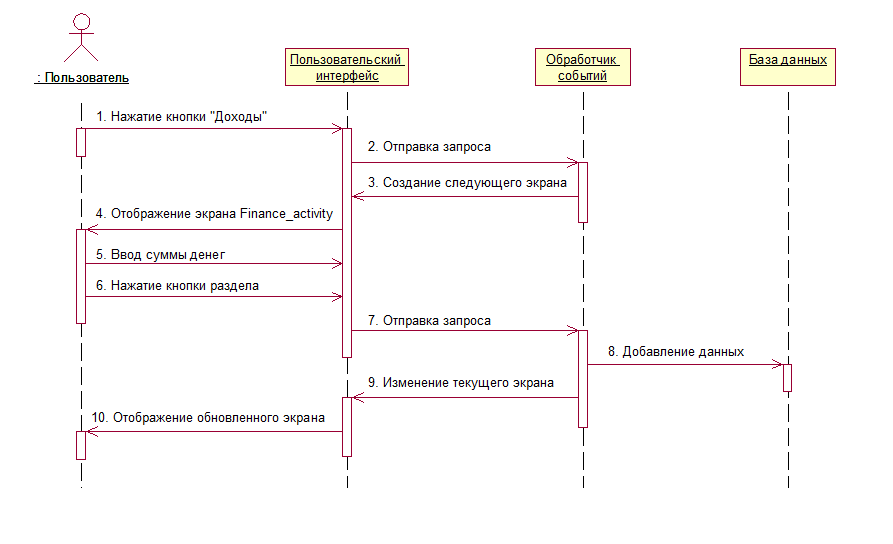 : Пользователь
Пользовательский
интерфейс
Обработчик
событий
База данных
1. Нажатие кнопки "Доходы"
2. Отправка запроса
3. Создание следующего экрана
4. Отображение экрана Finance_activity
5. Ввод суммы денег
6. Нажатие кнопки раздела
7. Отправка запроса
8. Добавление данных
9. Изменение текущего экрана
10. Отображение обновленного экрана